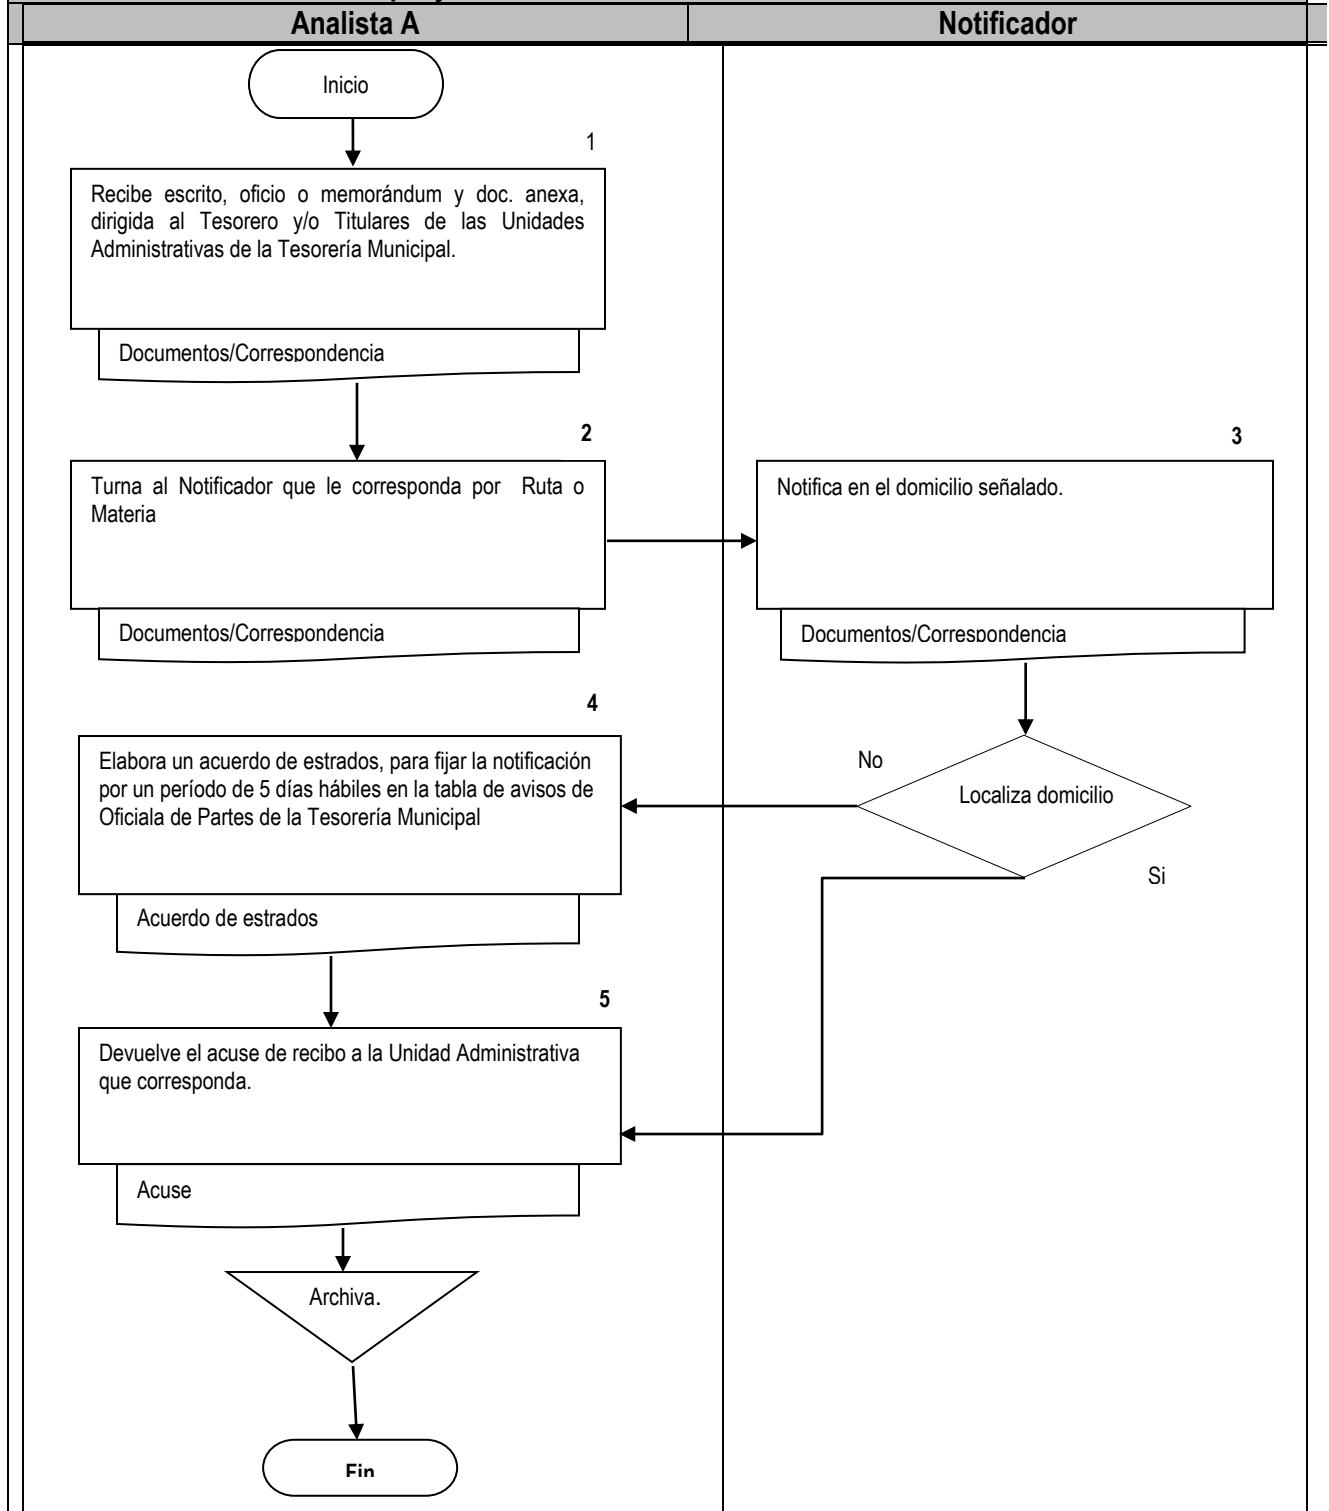 Analista A
Notificador
Inicio
1
Recibe escrito, oficio o memorándum y doc. anexa,
dirigida al Tesorero y/o Titulares de las Unidades
Administrativas de la Tesorería Municipal.
Documentos/Correspondencia
2
Turna al Notificador que le corresponda por Ruta o
Materia
Documentos/Correspondencia
3
Notifica en el domicilio señalado.
Documentos/Correspondencia
Localiza domicilio
No
Si
4
Elabora un acuerdo de estrados, para fijar la notificación
por un período de 5 días hábiles en la tabla de avisos de
Oficiala de Partes de la Tesorería Municipal
Acuerdo de estrados
5
Devuelve el acuse de recibo a la Unidad Administrativa
que corresponda.
Acuse
Archiva.
Fin